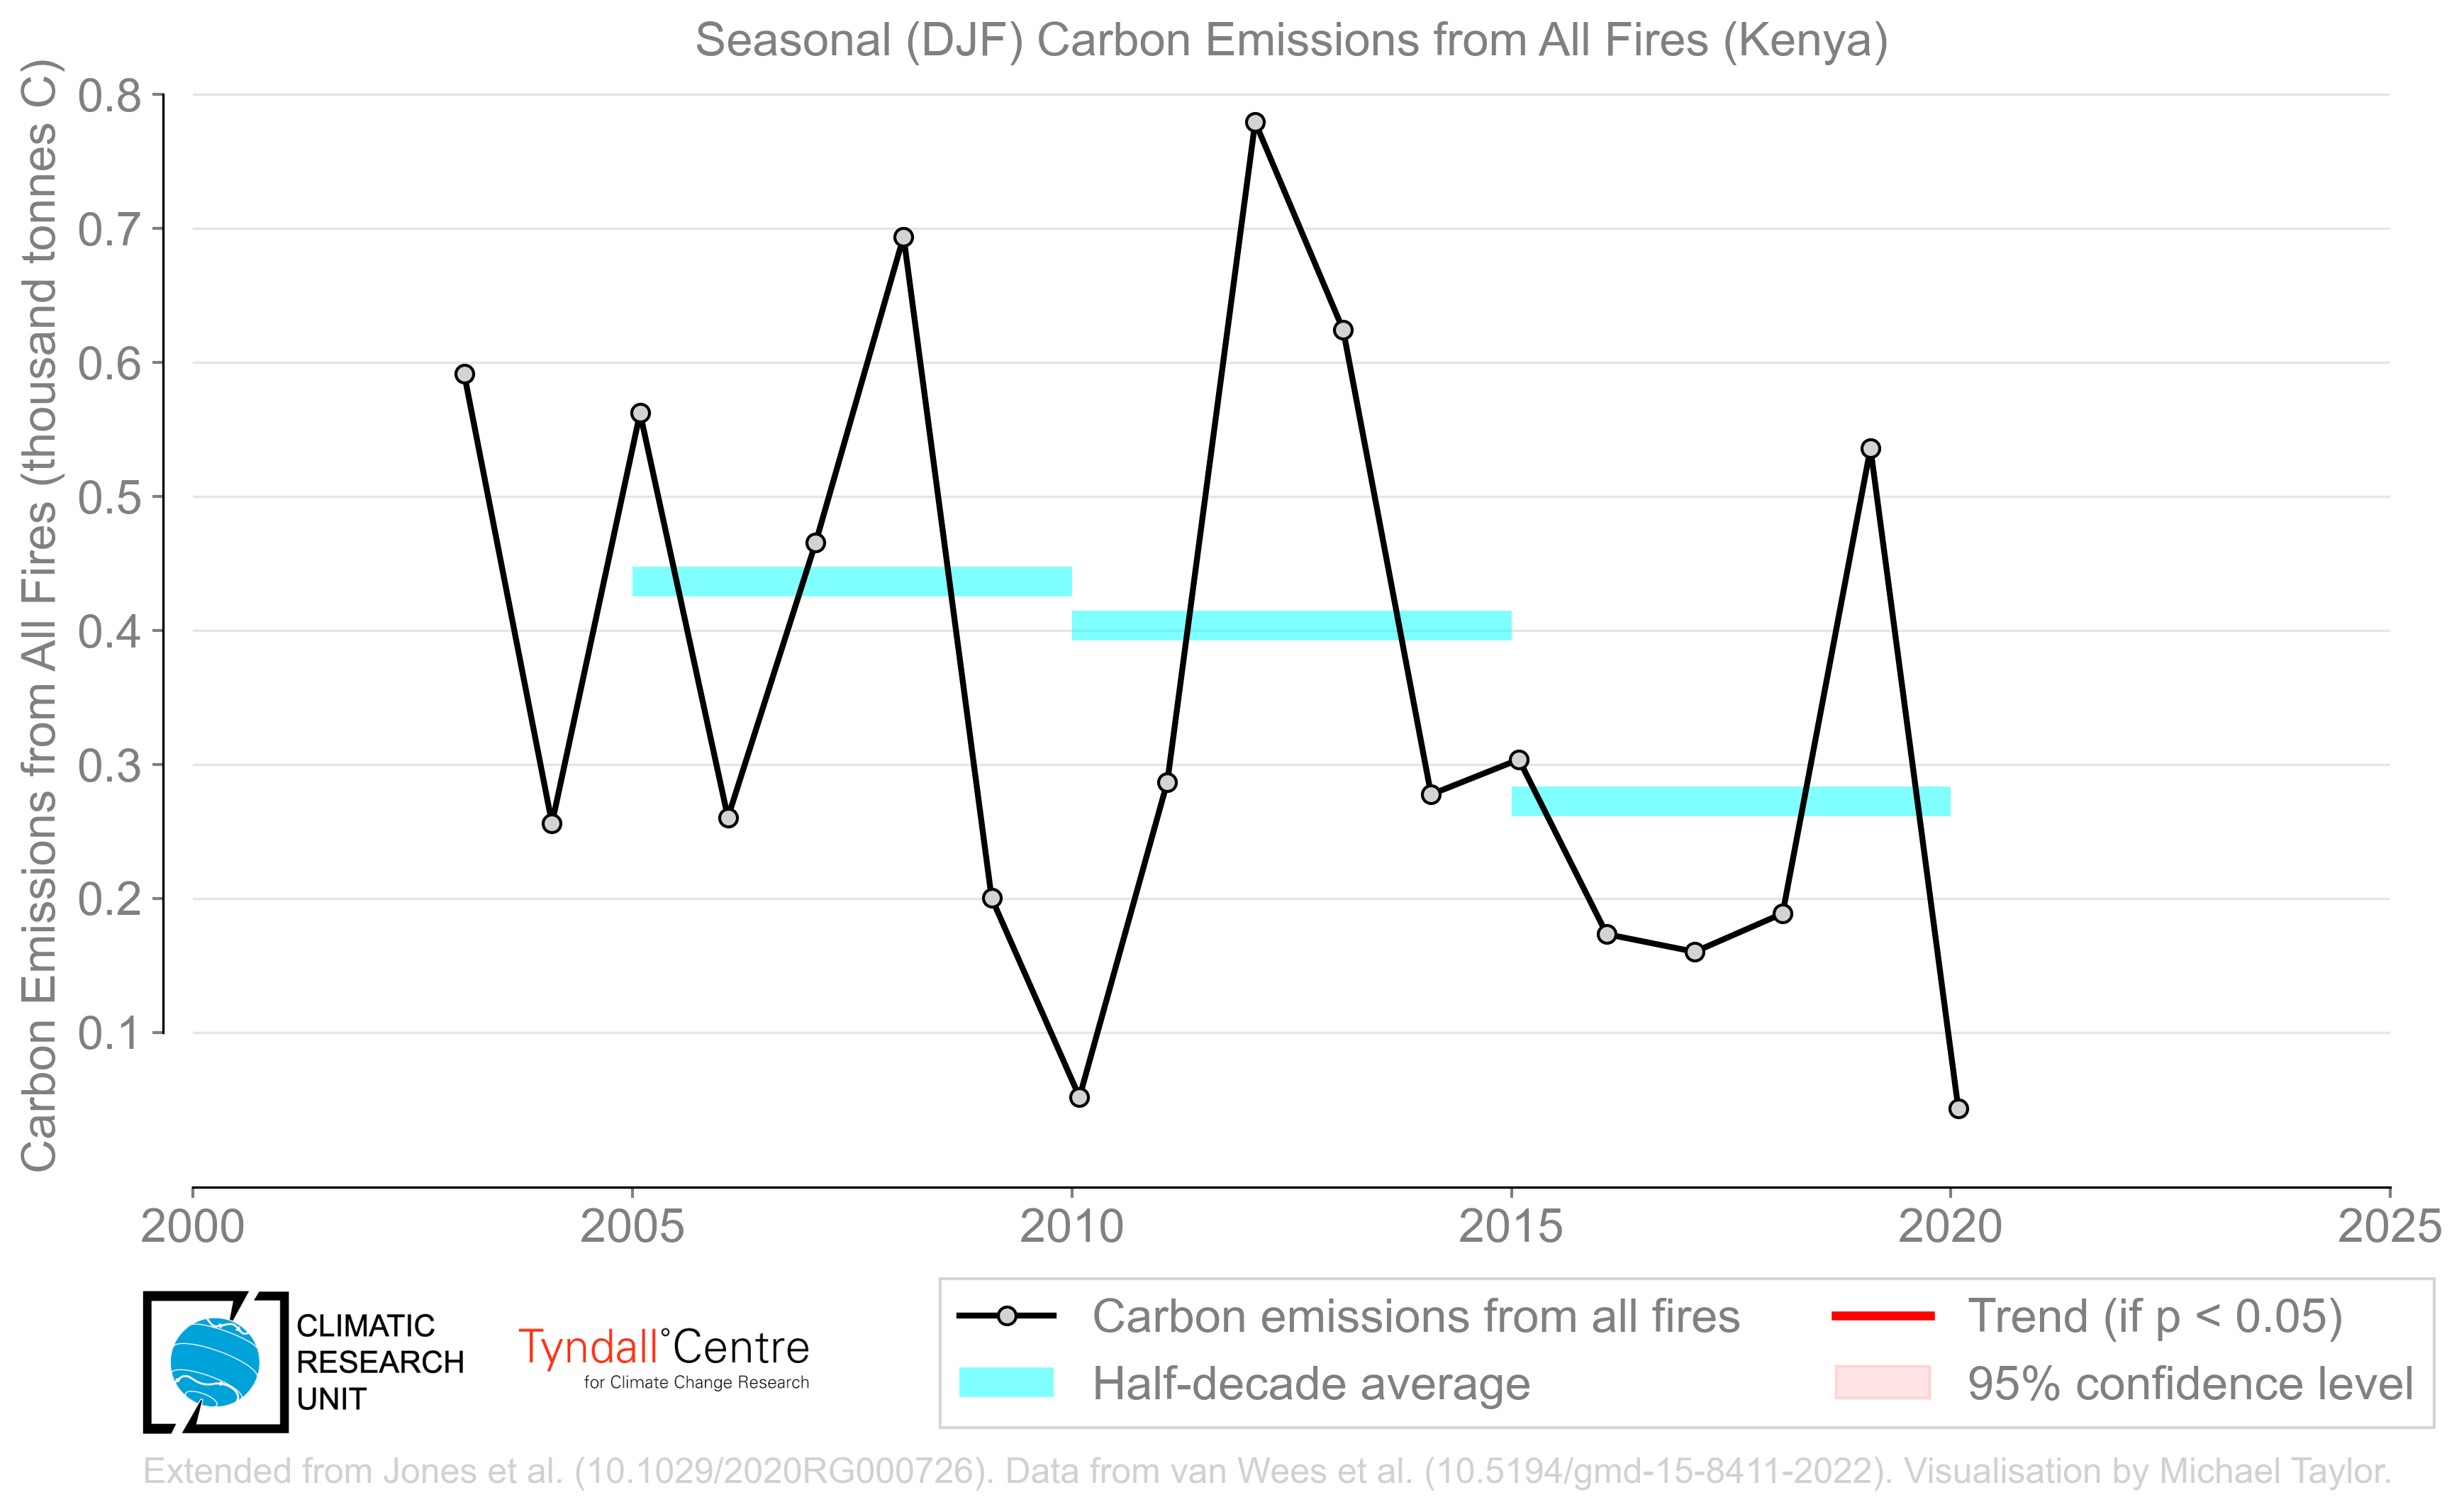 Seasonal (DJF) Carbon Emissions from All Fires (Kenya)
Carbon Emissions from All Fires (thousand tonnes C)
0.8
0.7
0.6
0.5
0.4
0.3
0.2
0.1
2000 2005 2010 2015 2020 2025
CLIMATIC
RESEARCH
UNIT
Tyndall°Centre
for Climate Change Research
Carbon emissions from all fires
Half-decade average
Trend (if p < 0.05)
95% confidence level
Extended from Jones et al. (10.1029/2020RG000726). Data from van Wees et al. (10.5194/gmd-15-8411-2022). Visualisation by Michael Taylor.